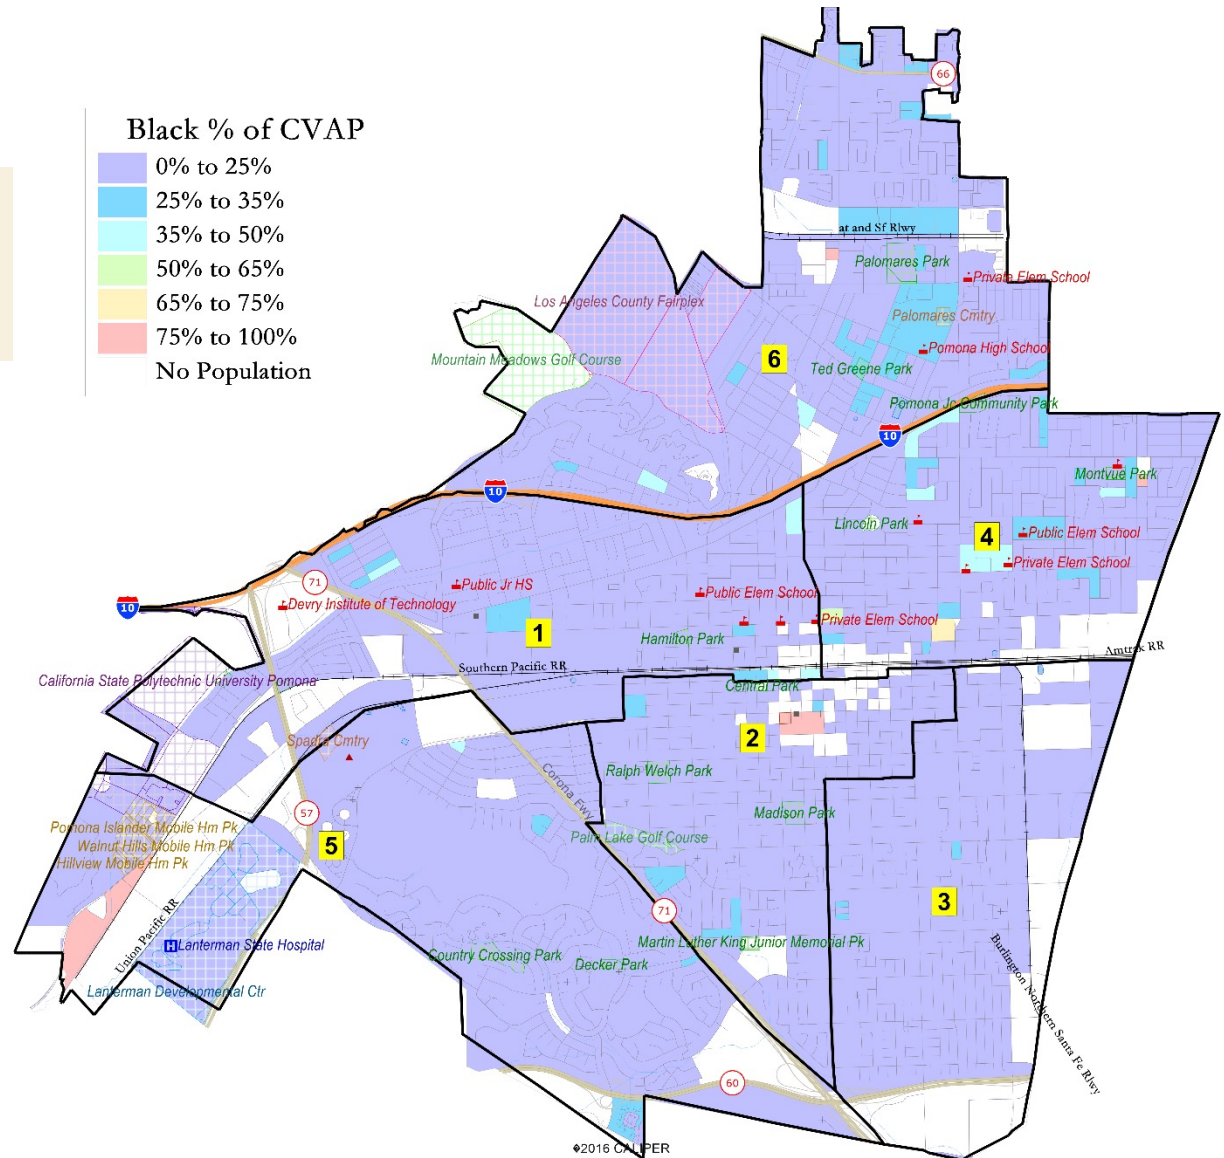 Black % of CVAP
0% to 25%
25% to 35%
35% to 50%
50% to 65%
65% to 75%
75% to 100%
No Population
66
at and Sf Rlwy
Palomares Park
Private Elem School
Los Angeles County Fairplex
Palomares Cmtry
Mountain Meadows Golf Course
6
Pomona High School
Ted Greene Park
Pomona Jc Community Park
10
Montvue Park
10
Lincoln Park
4
Public Elem School
Private Elem School
71
Public Jr HS
Public Elem School
10
Devry Institute of Technology
Private Elem School
1
Hamilton Park
Amtrak RR
Southern Pacific RR
California State Polytechnic University Pomona
Central Park
Spadra Cmtry
2
Corona Fwy
Ralph Welch Park
57
Madison Park
Pomona Islander Mobile Hm Pk
Walnut Hills Mobile Hm Pk
Hillview Mobile Hm Pk
Palm Lake Golf Course
5
3
71
Union Pacific RR
H
Lanterman State Hospital
Martin Luther King Junior Memorial Pk
Country Crossing Park
Decker Park
Lanterman Developmental Ctr
Burlington Northern Santa Fe Rlwy
60
�2016 CALIPER